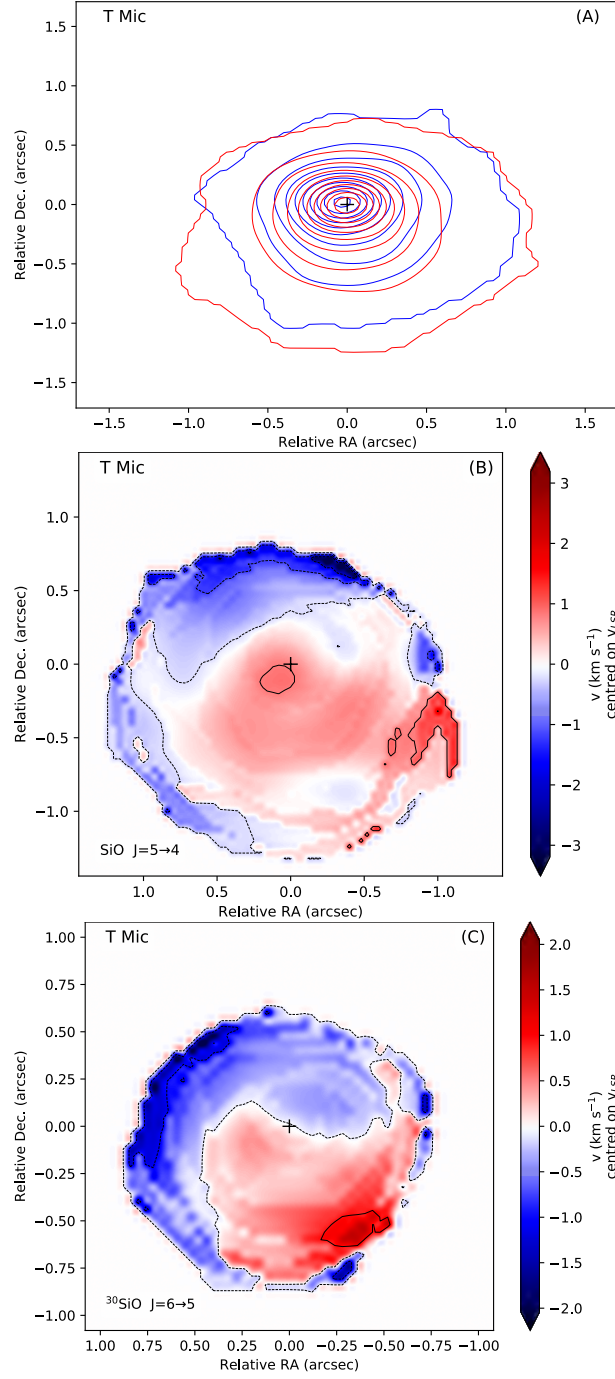 T Mic (A)
1.5
1.0
0.5
0.0
−0.5
−1.0
−1.5
Relative Dec. (arcsec)
−1.5 −1.0 −0.5 0.0 0.5 1.0 1.5
Relative RA (arcsec)
T Mic (B)
1.0
0.5
0.0
−0.5
−1.0
Relative Dec. (arcsec)
SiO J=5→4
1.0 0.5 0.0 −0.5 −1.0
Relative RA (arcsec)
3
2
1
0
−1
−2
−3
v (km s⁻¹)
centred on v_LSR
T Mic (C)
1.00
0.75
0.50
0.25
0.00
−0.25
−0.50
−0.75
−1.00
Relative Dec. (arcsec)
³⁰SiO J=6→5
1.00 0.75 0.50 0.25 0.00 −0.25 −0.50 −0.75 −1.00
Relative RA (arcsec)
2.0
1.5
1.0
0.5
0.0
−0.5
−1.0
−1.5
−2.0
v (km s⁻¹)
centred on v_LSR